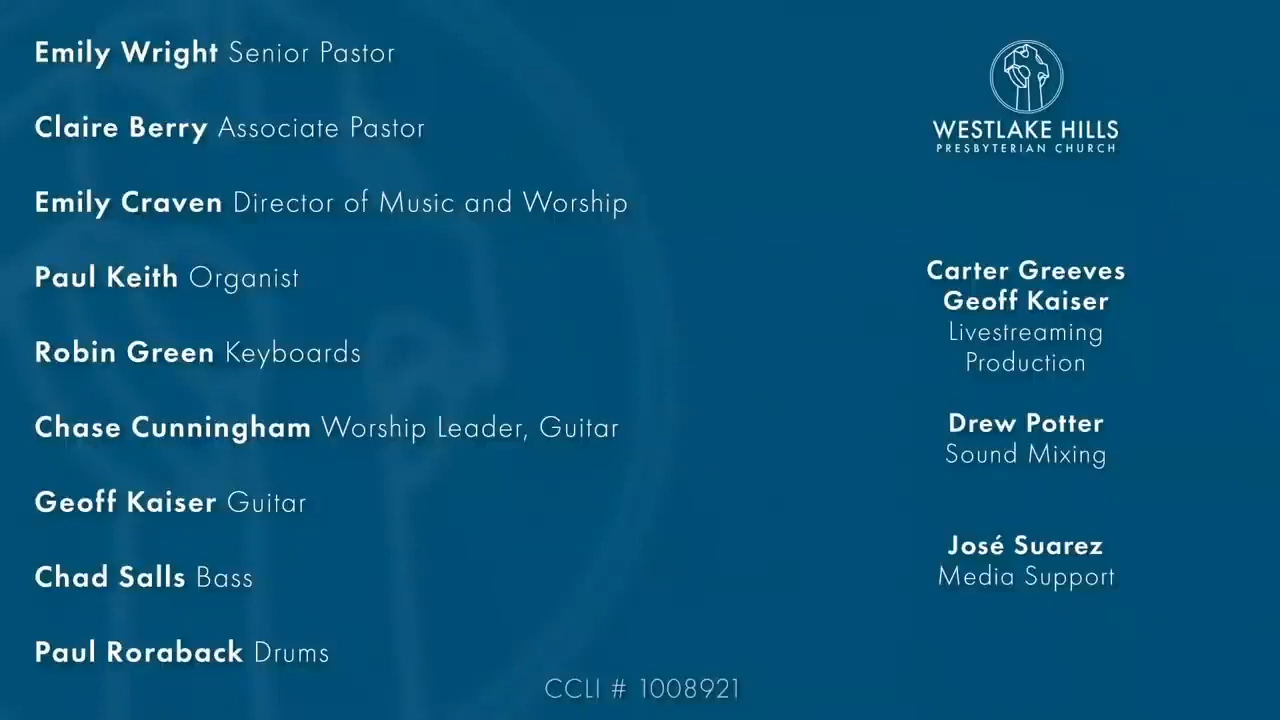 Emily Wright Senior Pastor
Claire Berry Associate Pastor
Emily Craven Director of Music and Worship
Paul Keith Organist
Robin Green Keyboards
Chase Cunningham Worship Leader, Guitar
Geoff Kaiser Guitar
Chad Salls Bass
Paul Roraback Drums
WESTLAKE HILLS
PRESBYTERIAN CHURCH
Carter Greeves
Geoff Kaiser
Livestreaming
Production
Drew Potter
Sound Mixing
José Suarez
Media Support
CCLI # 1008921